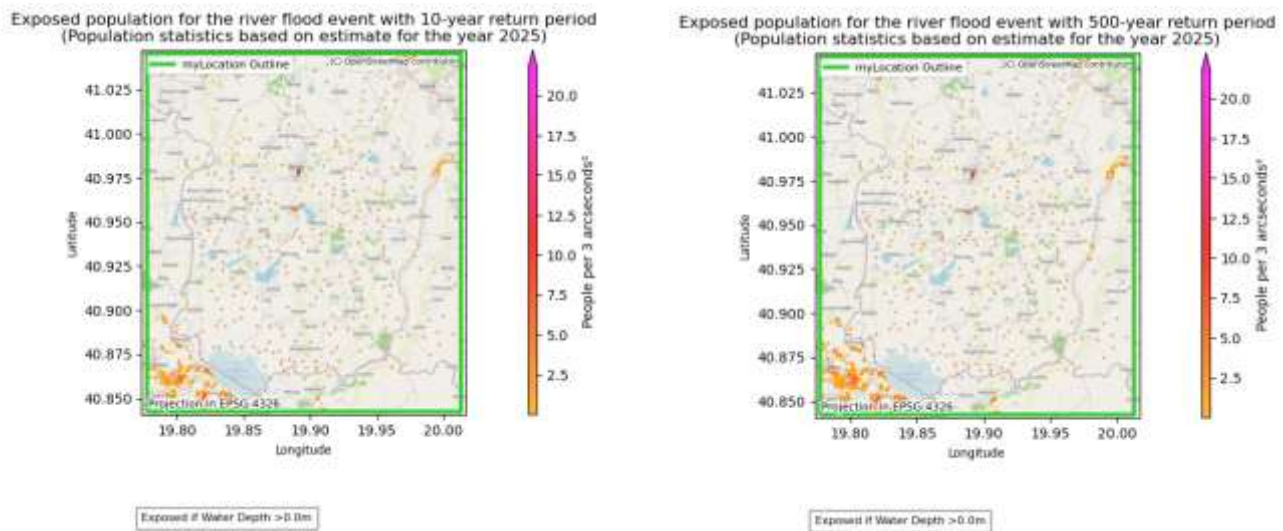 Exposed population for the river flood event with 10-year return period
(Population statistics based on estimate for the year 2025)
myLocation Outline
(C) OpenStreetMap contributors
41.025
41.000
40.975
40.950
40.925
40.900
40.875
40.850
Latitude
Projection in EPSG:4326
19.80 19.85 19.90 19.95 20.00
Longitude
20.0
17.5
15.0
12.5
10.0
7.5
5.0
2.5
People per 3 arcseconds²
Exposed if Water Depth >0.0m
Exposed population for the river flood event with 500-year return period
(Population statistics based on estimate for the year 2025)
myLocation Outline
(C) OpenStreetMap contributors
41.025
41.000
40.975
40.950
40.925
40.900
40.875
40.850
Latitude
Projection in EPSG:4326
19.80 19.85 19.90 19.95 20.00
Longitude
20.0
17.5
15.0
12.5
10.0
7.5
5.0
2.5
People per 3 arcseconds²
Exposed if Water Depth >0.0m